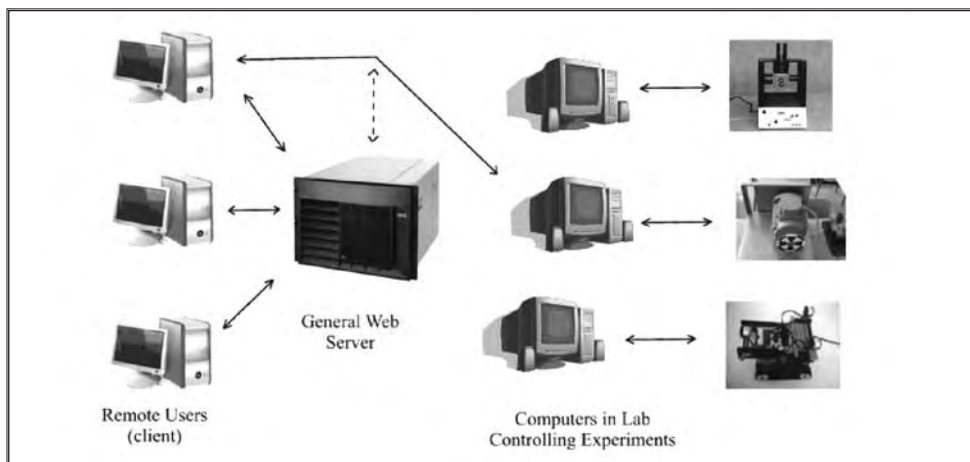 General Web
Server
Remote Users
(client)
Computers in Lab
Controlling Experiments